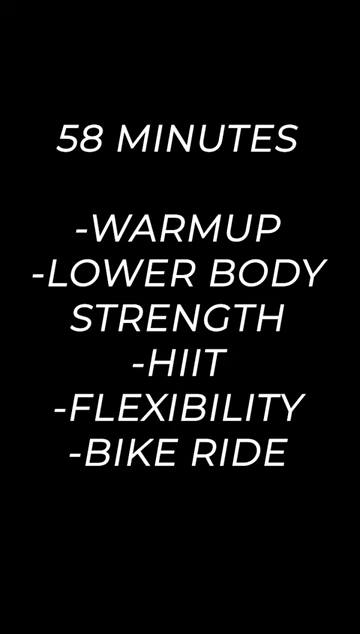 58 MINUTES
-WARMUP
-LOWER BODY
STRENGTH
-HIIT
-FLEXIBILITY
-BIKE RIDE